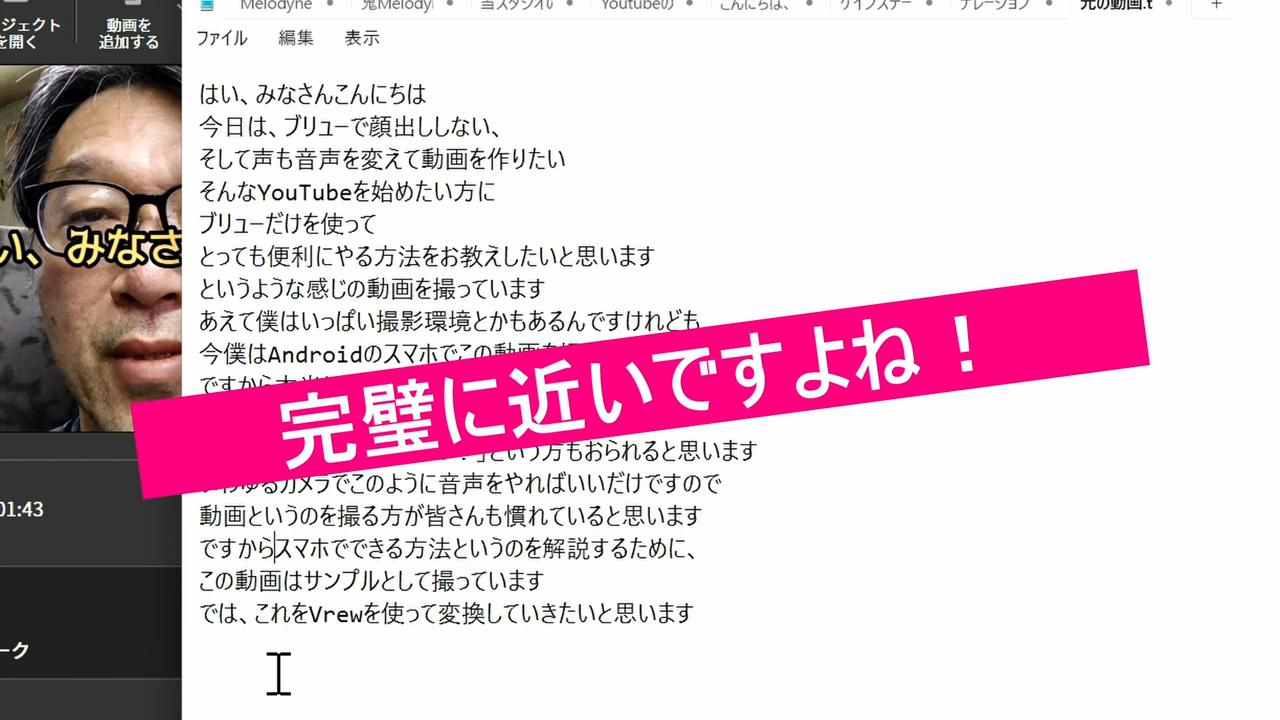 ジェクト
を開く
動画を
追加する
Melodyne
鬼Melody
当スタジオの
Youtubeの
こんにちは、
ナレーション
元の動画.t
ファイル
編集
表示
はい、みなさんこんにちは
今日は、ブリューで顔出ししない、
そして声も音声を変えて動画を作りたい
そんなYouTubeを始めたい方に
ブリューだけを使って
とっても便利にやる方法をお教えしたいと思います
というような感じの動画を撮っています
あえて僕はいっぱい撮影環境とかもあるんですけれども
今僕はAndroidのスマホでこの動画を
ですから
完璧に近いですよね！
という方もおられると思います
ゆるカメラでこのように音声をやればいいだけですので
動画というのを撮る方が皆さんも慣れていると思います
ですからスマホでできる方法というのを解説するために、
この動画はサンプルとして撮っています
では、これをVrewを使って変換していきたいと思います
い、みなさ
01:43
ーク